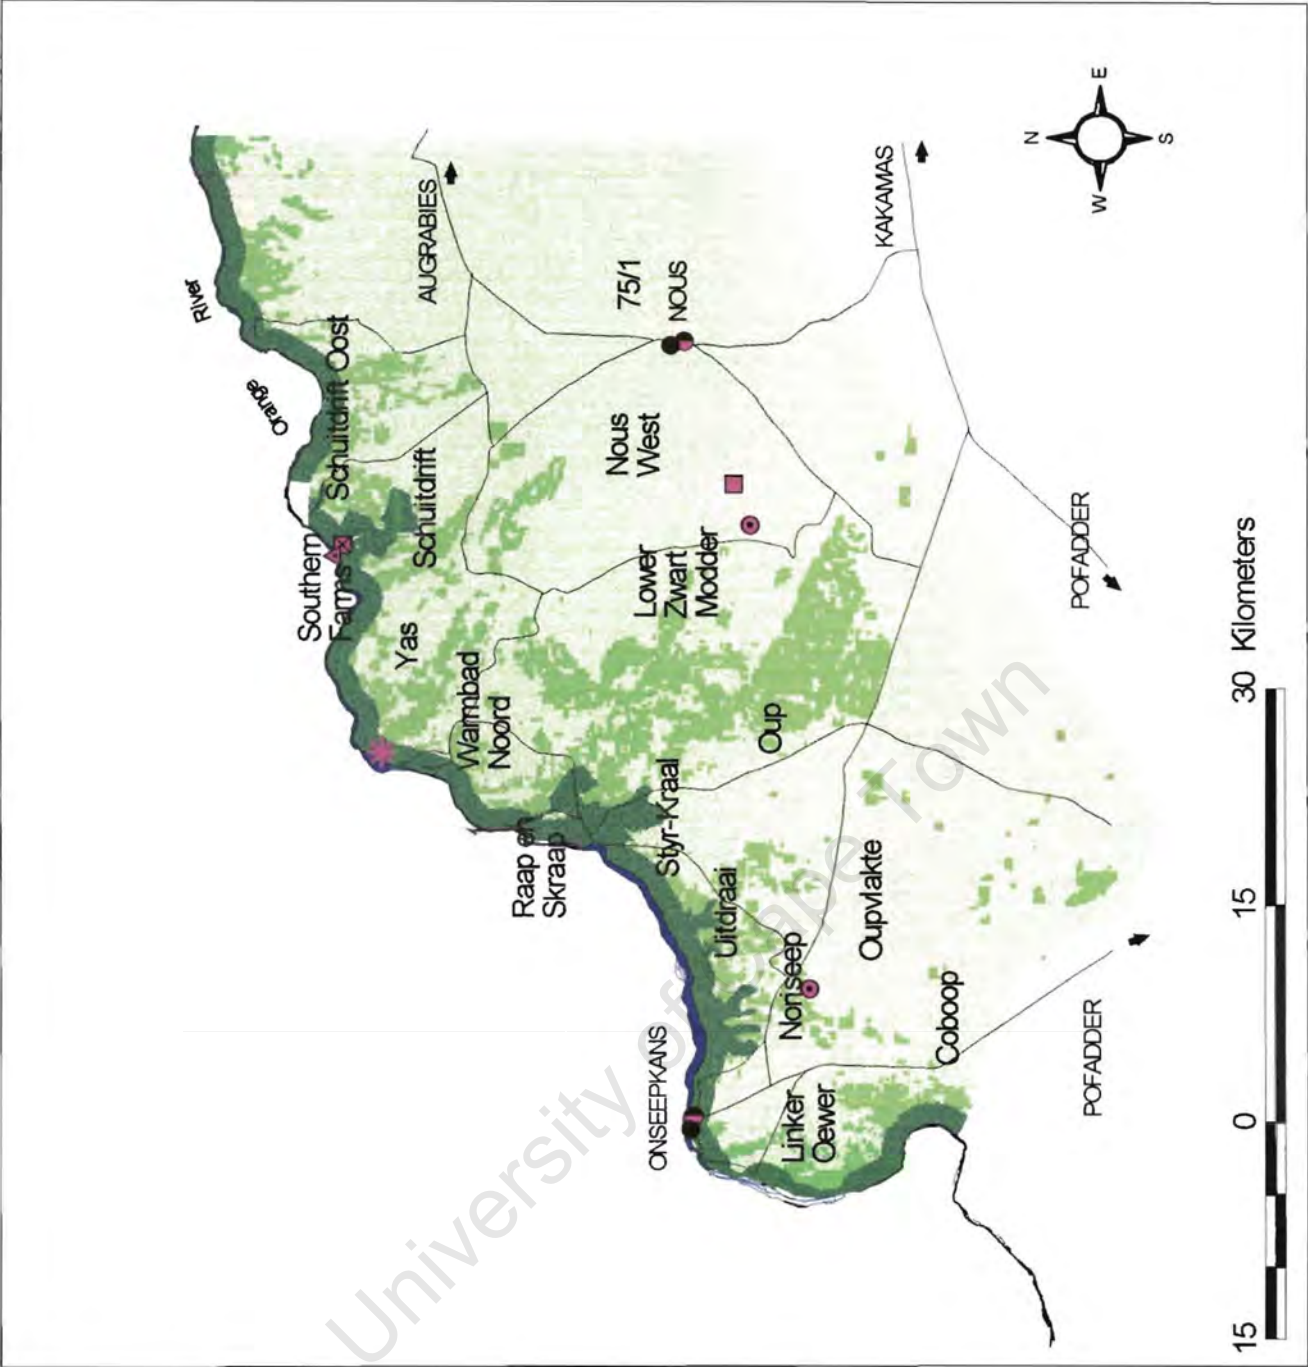 River
Orange
AUGRABIES
Schuitdrift Oost
Schuitdrift
Southern
Farms
Yas
Warmbad
Noord
75/1
NOUS
KAKAMAS
Nous
West
Lower
Zwart
Modder
Oup
Styr-Kraal
Raap en
Skraap
Uitdraai
Oupvlakte
Noriseep
Coboop
ONSEEPKANS
Linker
Oewer
POFADDER
POFADDER
N
E
S
W
15 0 15 30 Kilometers
University of Cape Town